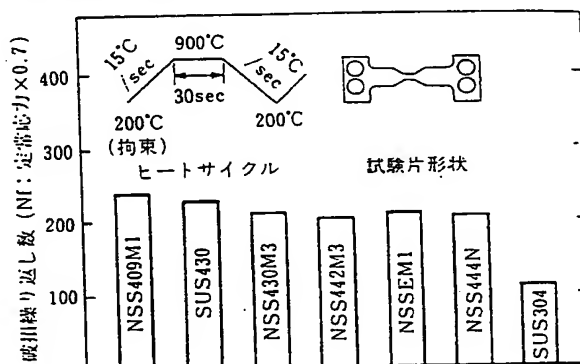 破損繰り返し数 (Nf: 定常応力×0.7)
400
300
200
100
15℃
/sec
900℃
30sec
15℃
/sec
200℃
(拘束)
200℃
ヒートサイクル
試験片形状
NSS409M1
SUS430
NSS430M3
NSS442M3
NSSEM1
NSS444N
SUS304